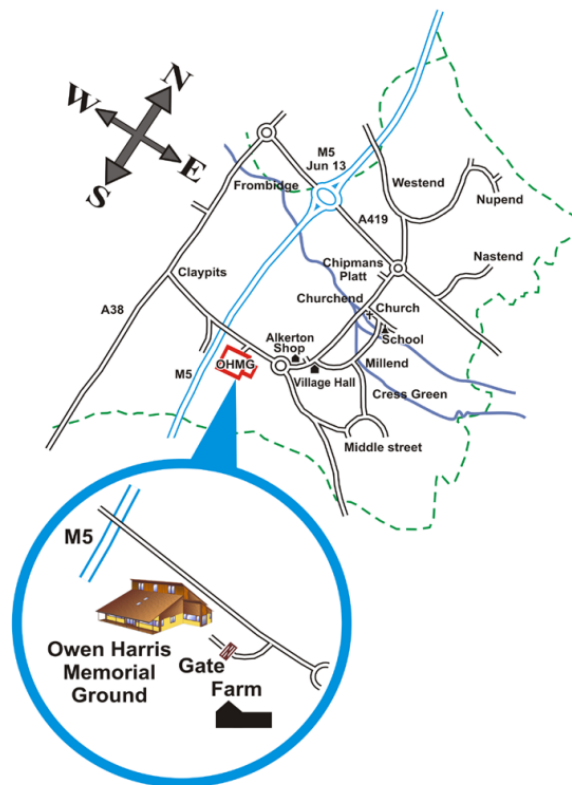 N
W
E
S
M5
Jun 13
Frombidge
Westend
Nupend
A419
Chipmans
Platt
Nastend
Claypits
Churchend
Church
A38
School
Alkerton
Shop
M5
OHMG
Millend
Village Hall
Cress Green
Middle street
M5
Owen Harris
Memorial
Ground
Gate
Farm